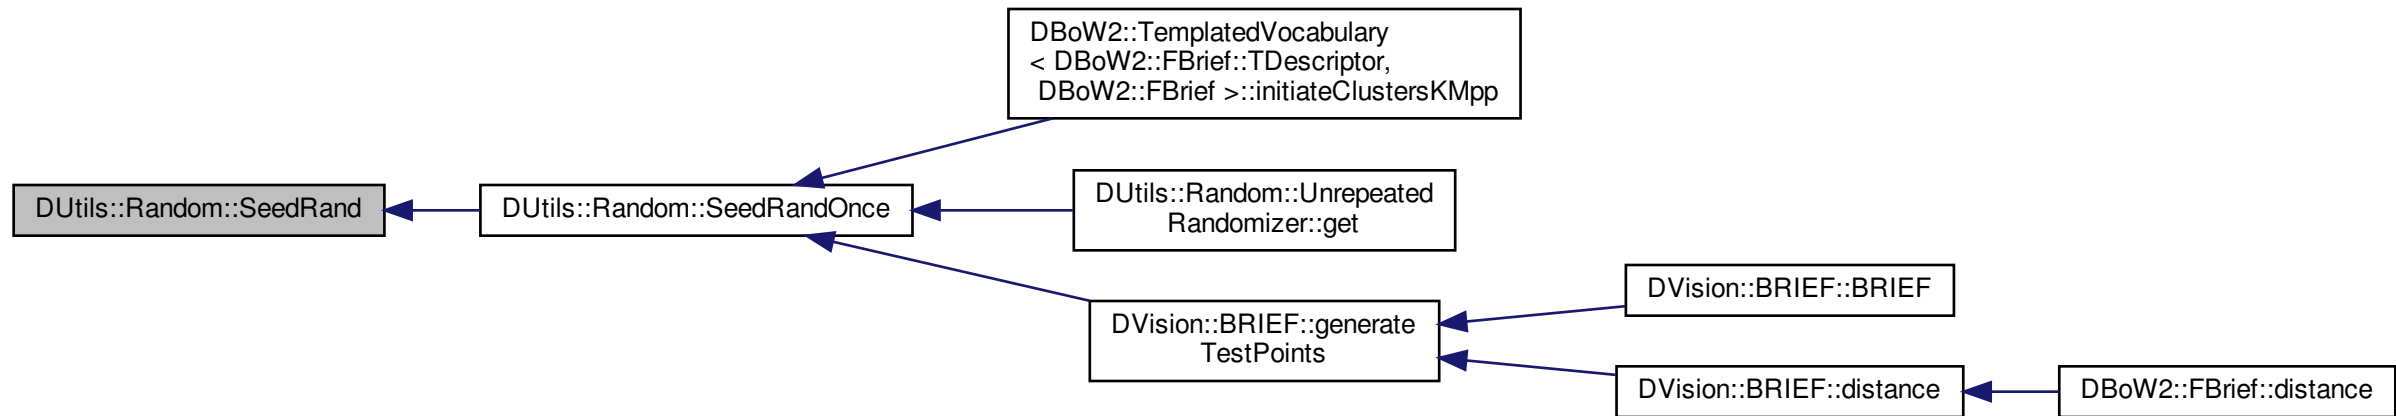 DBoW2::TemplatedVocabulary
< DBoW2::FBrief::TDescriptor,
DBoW2::FBrief >::initiateClustersKMpp
DUtils::Random::SeedRand
DUtils::Random::SeedRandOnce
DUtils::Random::Unrepeated
Randomizer::get
DVision::BRIEF::generate
TestPoints
DVision::BRIEF::BRIEF
DVision::BRIEF::distance
DBoW2::FBrief::distance